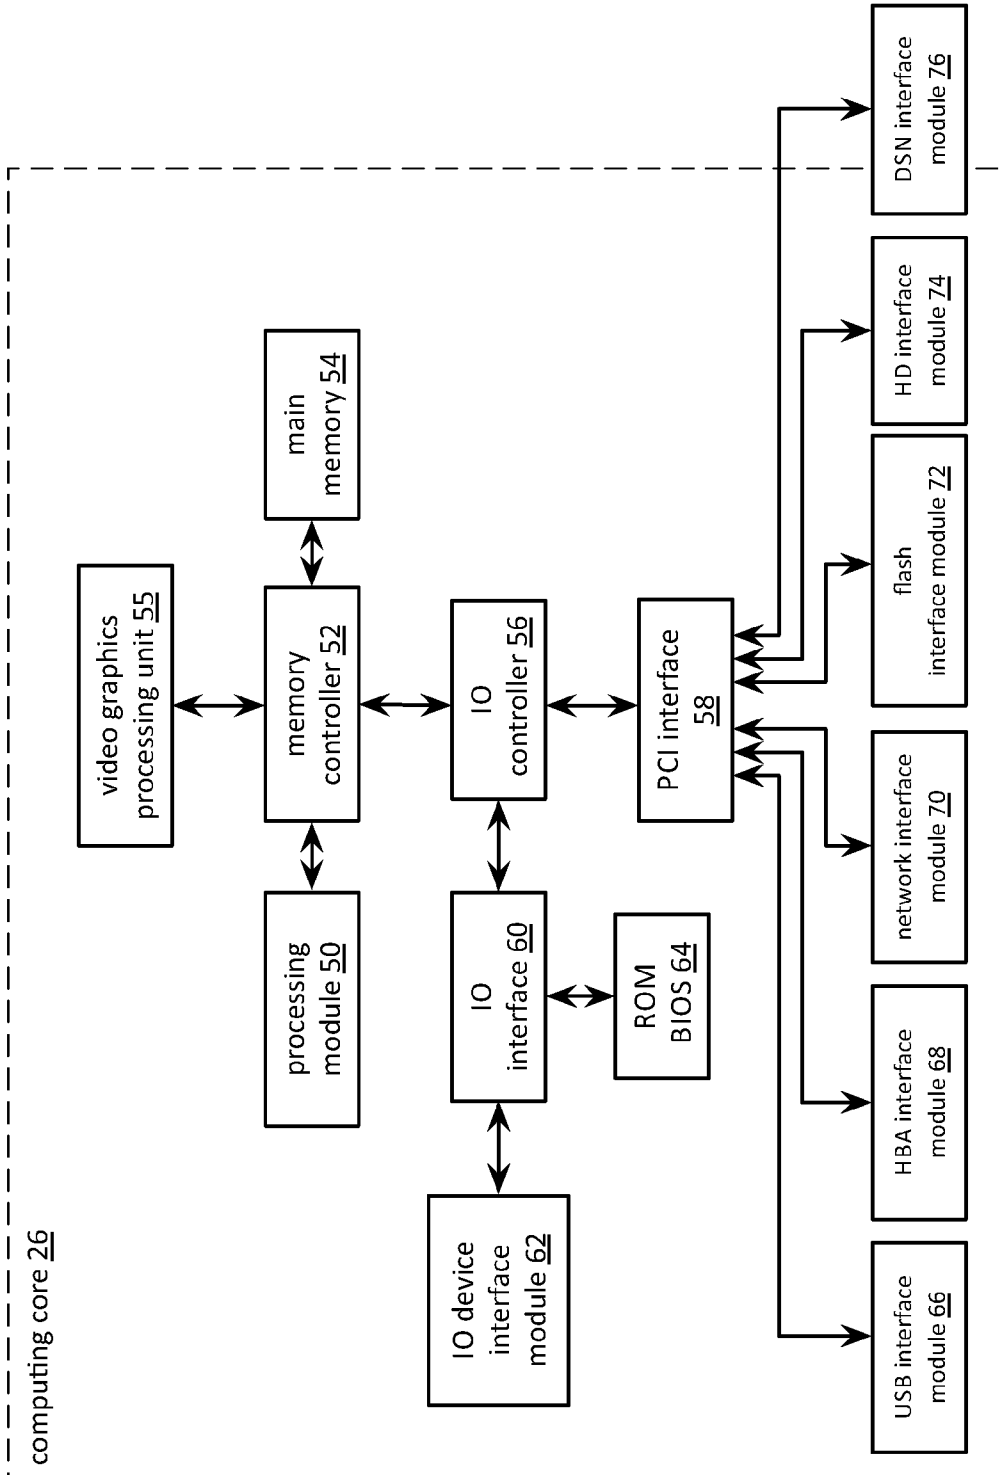 computing core 26
video graphics
processing unit 55
processing
module 50
memory
controller 52
main
memory 54
IO device
interface
module 62
IO
interface 60
IO
controller 56
ROM
BIOS 64
PCI interface
58
USB interface
module 66
HBA interface
module 68
network interface
module 70
flash
interface module 72
HD interface
module 74
DSN interface
module 76